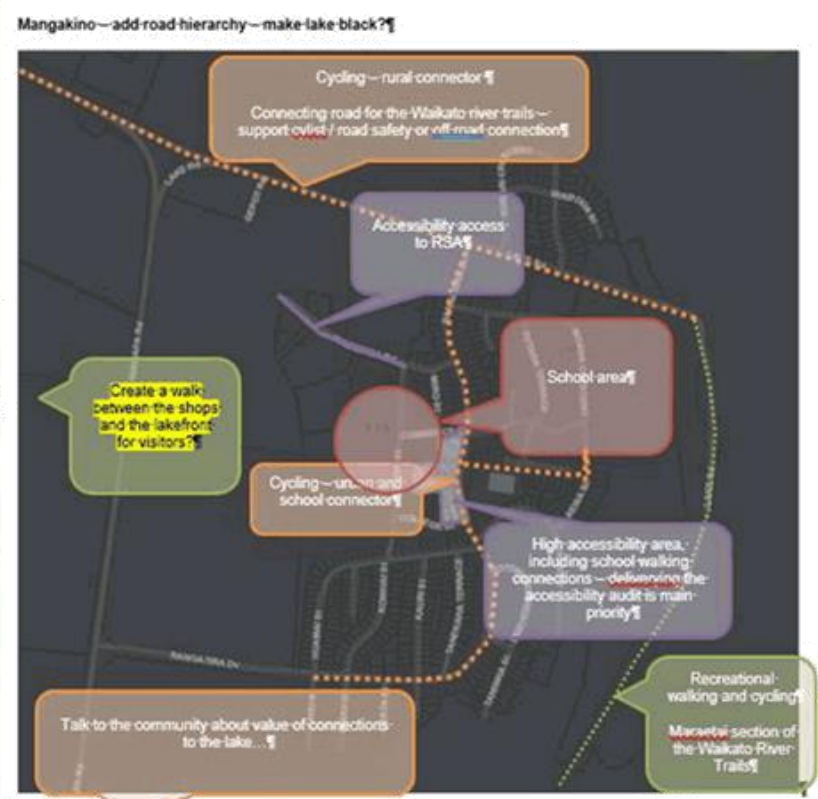 Mangakino – add road hierarchy – make lake black?¶
Cycling – rural connector¶
Connecting road for the Waikato river trails –
support cylist / road safety or off-road connection¶
Accessibility access
to RSA¶
School area¶
Create a walk
between the shops
and the lakefront
for visitors?¶
Cycling – urban and
school connector¶
High accessibility area,
including school walking
connections – deliverying the
accessibility audit is main
priority¶
Recreational
walking and cycling¶
Maraetai section of
the Waikato River
Trails¶
Talk to the community about value of connections
to the lake...¶
RANGATIRA DR